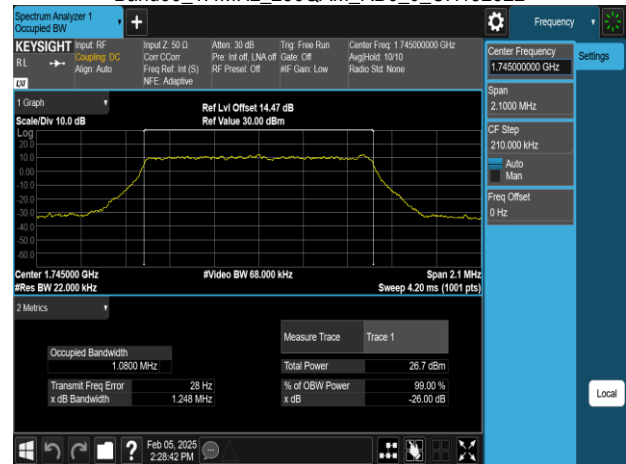 Spectrum Analyzer 1
Occupied BW
Frequency
KEYSIGHT
RL
LXI
Input: RF
Coupling: DC
Align: Auto
Input Z: 50 Ω
Corr CCorr
Freq Ref: Int (S)
NFE: Adaptive
Atten: 30 dB
Pre: Int off, LNA off
RF Preset: Off
Trig: Free Run
Gate: Off
#IF Gain: Low
Center Freq: 1.745000000 GHz
Avg|Hold: 10/10
Radio Std: None
Center Frequency
1.745000000 GHz
Settings
Span
2.1000 MHz
CF Step
210.000 kHz
Auto
Man
Freq Offset
0 Hz
1 Graph
Scale/Div 10.0 dB
Ref Lvl Offset 14.47 dB
Ref Value 30.00 dBm
Log
20.0
10.0
0.00
-10.0
-20.0
-30.0
-40.0
-50.0
-60.0
Center 1.745000 GHz
#Res BW 22.000 kHz
#Video BW 68.000 kHz
Span 2.1 MHz
Sweep 4.20 ms (1001 pts)
2 Metrics
Measure Trace
Trace 1
Occupied Bandwidth
1.0800 MHz
Total Power
26.7 dBm
Transmit Freq Error
28 Hz
% of OBW Power
99.00 %
x dB Bandwidth
1.248 MHz
x dB
-26.00 dB
Local
?
Feb 05, 2025
2:28:42 PM